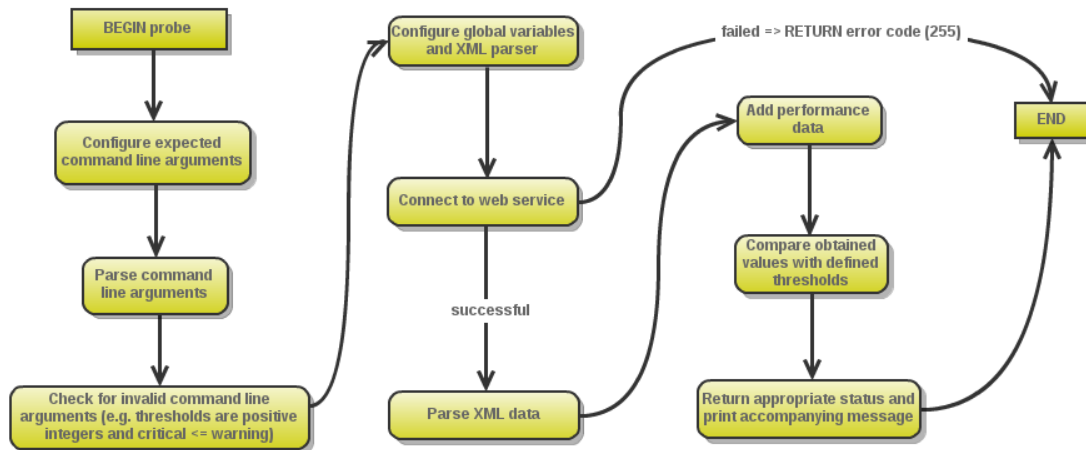 BEGIN probe
Configure expected
command line arguments
Parse command
line arguments
Check for invalid command line
arguments (e.g. thresholds are positive
integers and critical <= warning)
Configure global variables
and XML parser
Connect to web service
failed => RETURN error code (255)
successful
Parse XML data
Add performance
data
Compare obtained
values with defined
thresholds
Return appropriate status and
print accompanying message
END